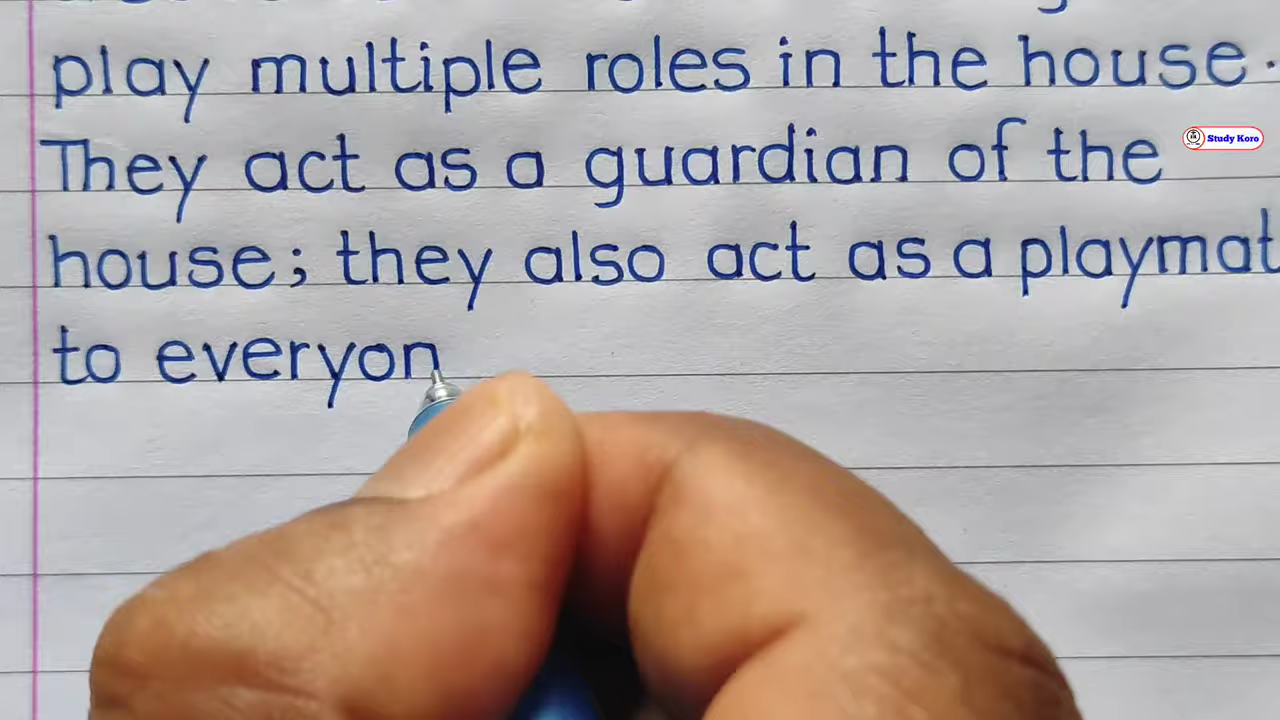 play multiple roles in the house.
They act as a guardian of the
Study Koro
house; they also act as a playmat
to everyon